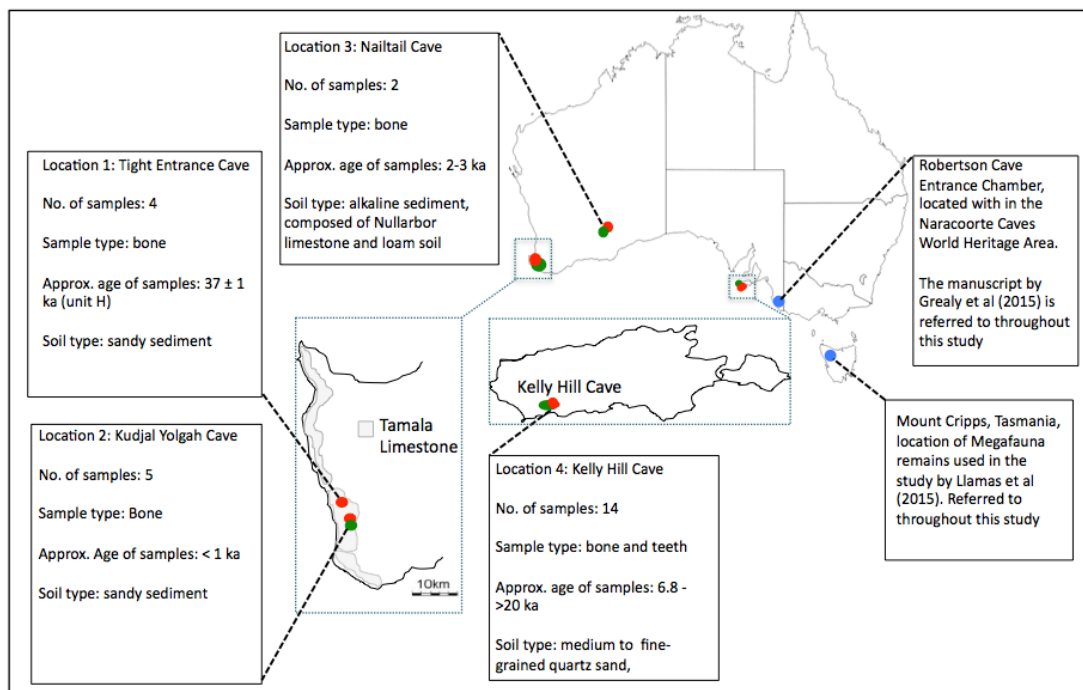 Location 3: Nailtail Cave
No. of samples: 2
Sample type: bone
Approx. age of samples: 2-3 ka
Soil type: alkaline sediment,
composed of Nullarbor
limestone and loam soil
Location 1: Tight Entrance Cave
No. of samples: 4
Sample type: bone
Approx. age of samples: 37 ± 1
ka (unit H)
Soil type: sandy sediment
Robertson Cave
Entrance Chamber,
located with in the
Naracoorte Caves
World Heritage Area.
The manuscript by
Grealy et al (2015) is
referred to throughout
this study
Kelly Hill Cave
Tamala
Limestone
10km
Location 2: Kudjal Yolgah Cave
No. of samples: 5
Sample type: Bone
Approx. Age of samples: < 1 ka
Soil type: sandy sediment
Location 4: Kelly Hill Cave
No. of samples: 14
Sample type: bone and teeth
Approx. age of samples: 6.8 -
>20 ka
Soil type: medium to fine-
grained quartz sand,
Mount Cripps, Tasmania,
location of Megafauna
remains used in the
study by Llamas et al
(2015). Referred to
throughout this study